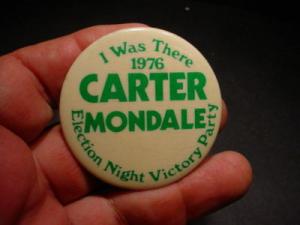 I Was There
1976
CARTER
MONDALE
Election Night Victory Party